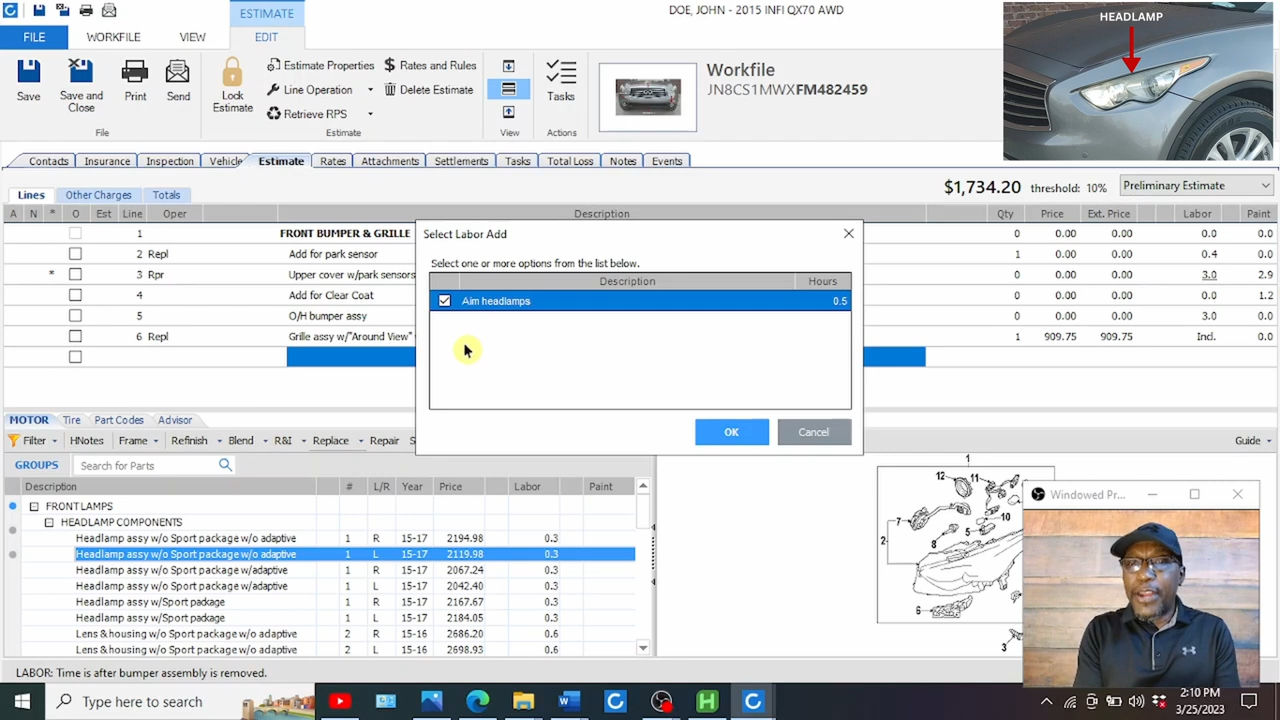 ESTIMATE
DOE, JOHN - 2015 INFI QX70 AWD
HEADLAMP
FILE WORKFILE VIEW EDIT
Save
Save and Close
Print
Send
Lock Estimate
Estimate Properties
Line Operation
Retrieve RPS
Rates and Rules
Delete Estimate
Tasks
File Estimate View Actions
Workfile
JN8CS1MWXFM482459
Contacts Insurance Inspection Vehicle Estimate Rates Attachments Settlements Tasks Total Loss Notes Events
Lines Other Charges Totals
$1,734.20 threshold: 10% Preliminary Estimate
A N * O Est Line Oper Description Qty Price Ext. Price Labor Paint
1 FRONT BUMPER & GRILLE 0 0.00 0.00 0.0 0.0
2 Repl Add for park sensor 1 0.00 0.00 0.4 0.0
* 3 Rpr Upper cover w/park sensors 0 0.00 0.00 3.0 2.9
4 Add for Clear Coat 0 0.00 0.00 0.0 1.2
5 O/H bumper assy 0 0.00 0.00 3.0 0.0
6 Repl Grille assy w/"Around View" 1 909.75 909.75 Incl. 0.0
Select Labor Add
Select one or more options from the list below.
Description Hours
Aim headlamps 0.5
OK Cancel
MOTOR Tire Part Codes Advisor
Filter HNotes Frame Refinish Blend R&I Replace Repair S
Guide
GROUPS Search for Parts
Description # L/R Year Price Labor Paint
FRONT LAMPS
HEADLAMP COMPONENTS
Headlamp assy w/o Sport package w/o adaptive 1 R 15-17 2194.98 0.3
Headlamp assy w/o Sport package w/o adaptive 1 L 15-17 2119.98 0.3
Headlamp assy w/o Sport package w/adaptive 1 R 15-17 2067.24 0.3
Headlamp assy w/o Sport package w/adaptive 1 L 15-17 2042.40 0.3
Headlamp assy w/Sport package 1 R 15-17 2167.67 0.3
Headlamp assy w/Sport package 1 L 15-17 2184.05 0.3
Lens & housing w/o Sport package w/o adaptive 2 R 15-16 2686.20 0.6
Lens & housing w/o Sport package w/o adaptive 2 L 15-16 2698.93 0.6
1
12
11
10
7
5
8
2
6
3
Windowed Pr...
LABOR: Time is after bumper assembly is removed.
Type here to search
2:10 PM
3/25/2023